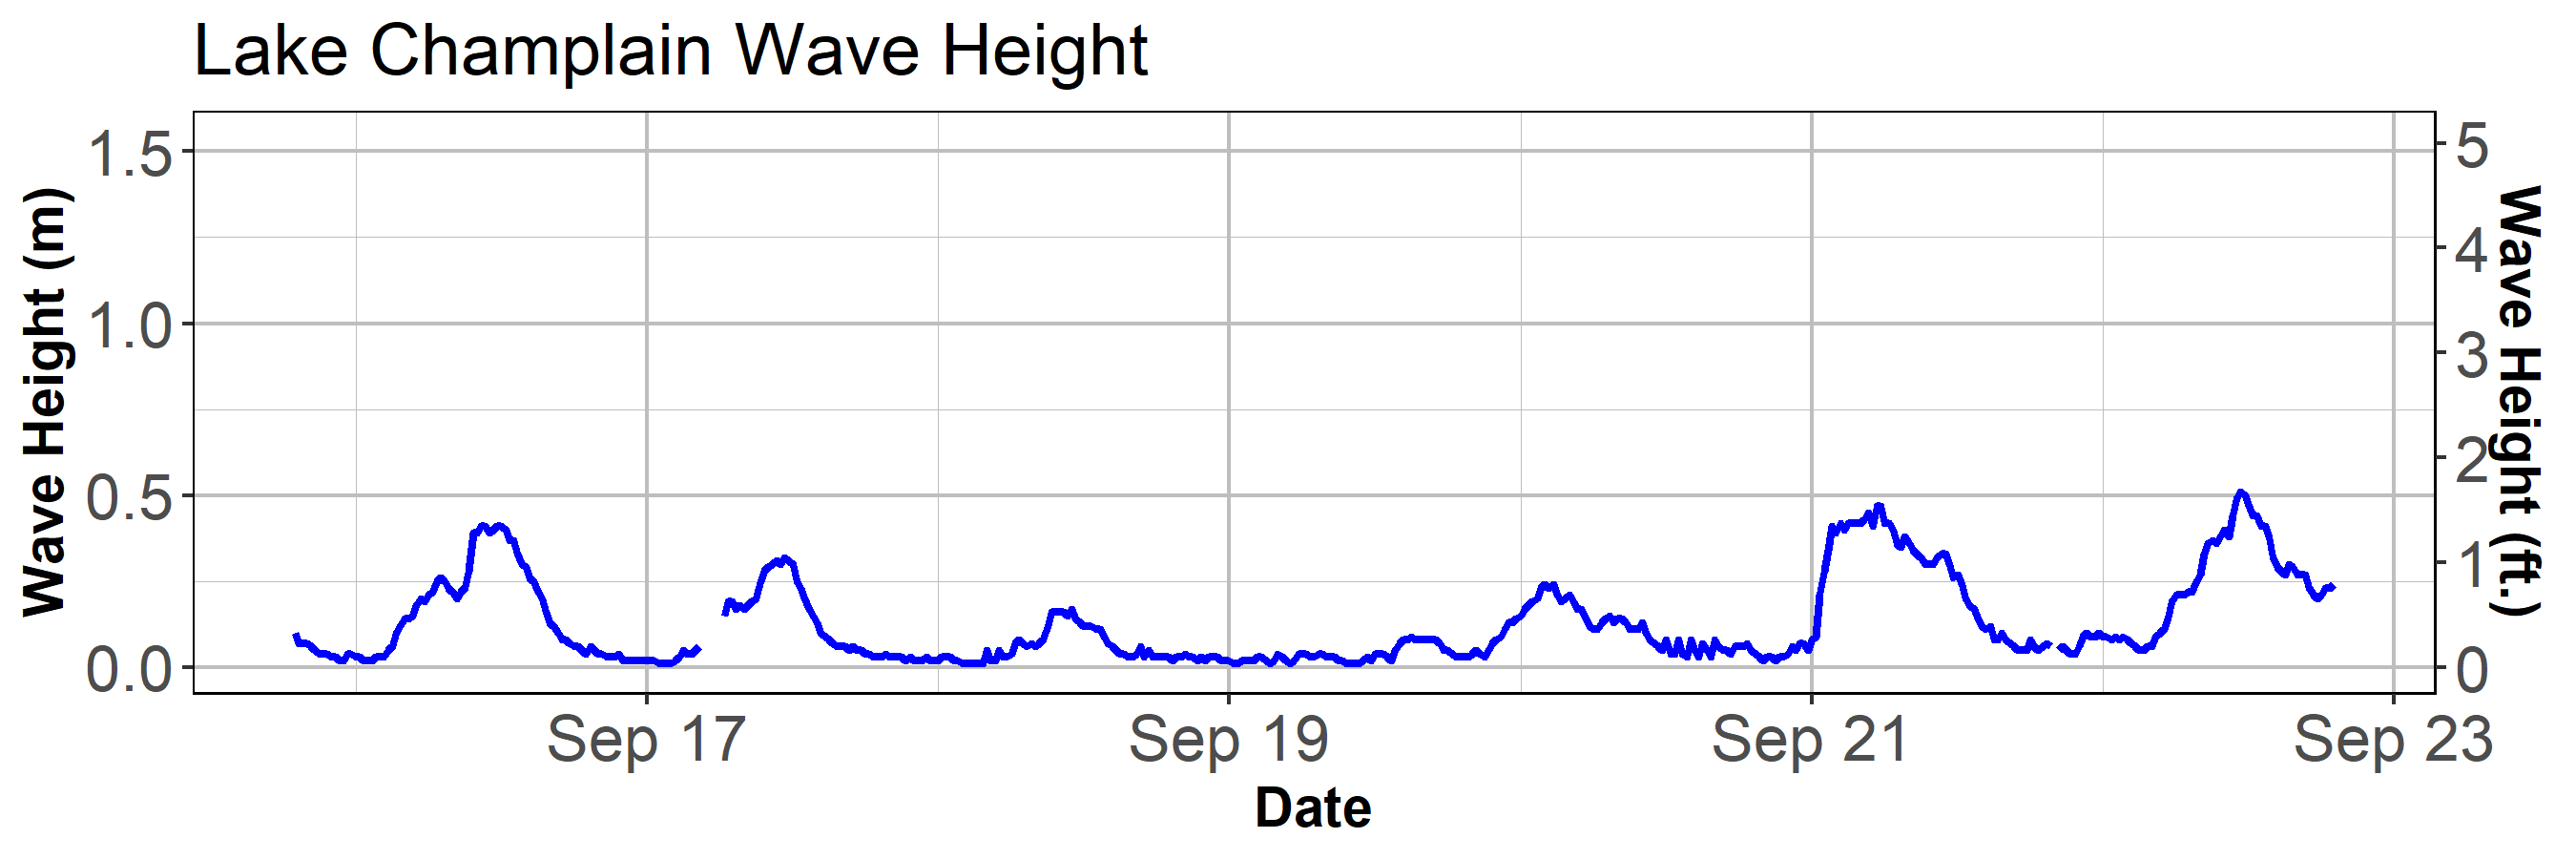 Lake Champlain Wave Height
Wave Height (m)
1.5
1.0
0.5
0.0
5
4
3
2
1
0
Wave Height (ft.)
Sep 17
Sep 19
Sep 21
Sep 23
Date